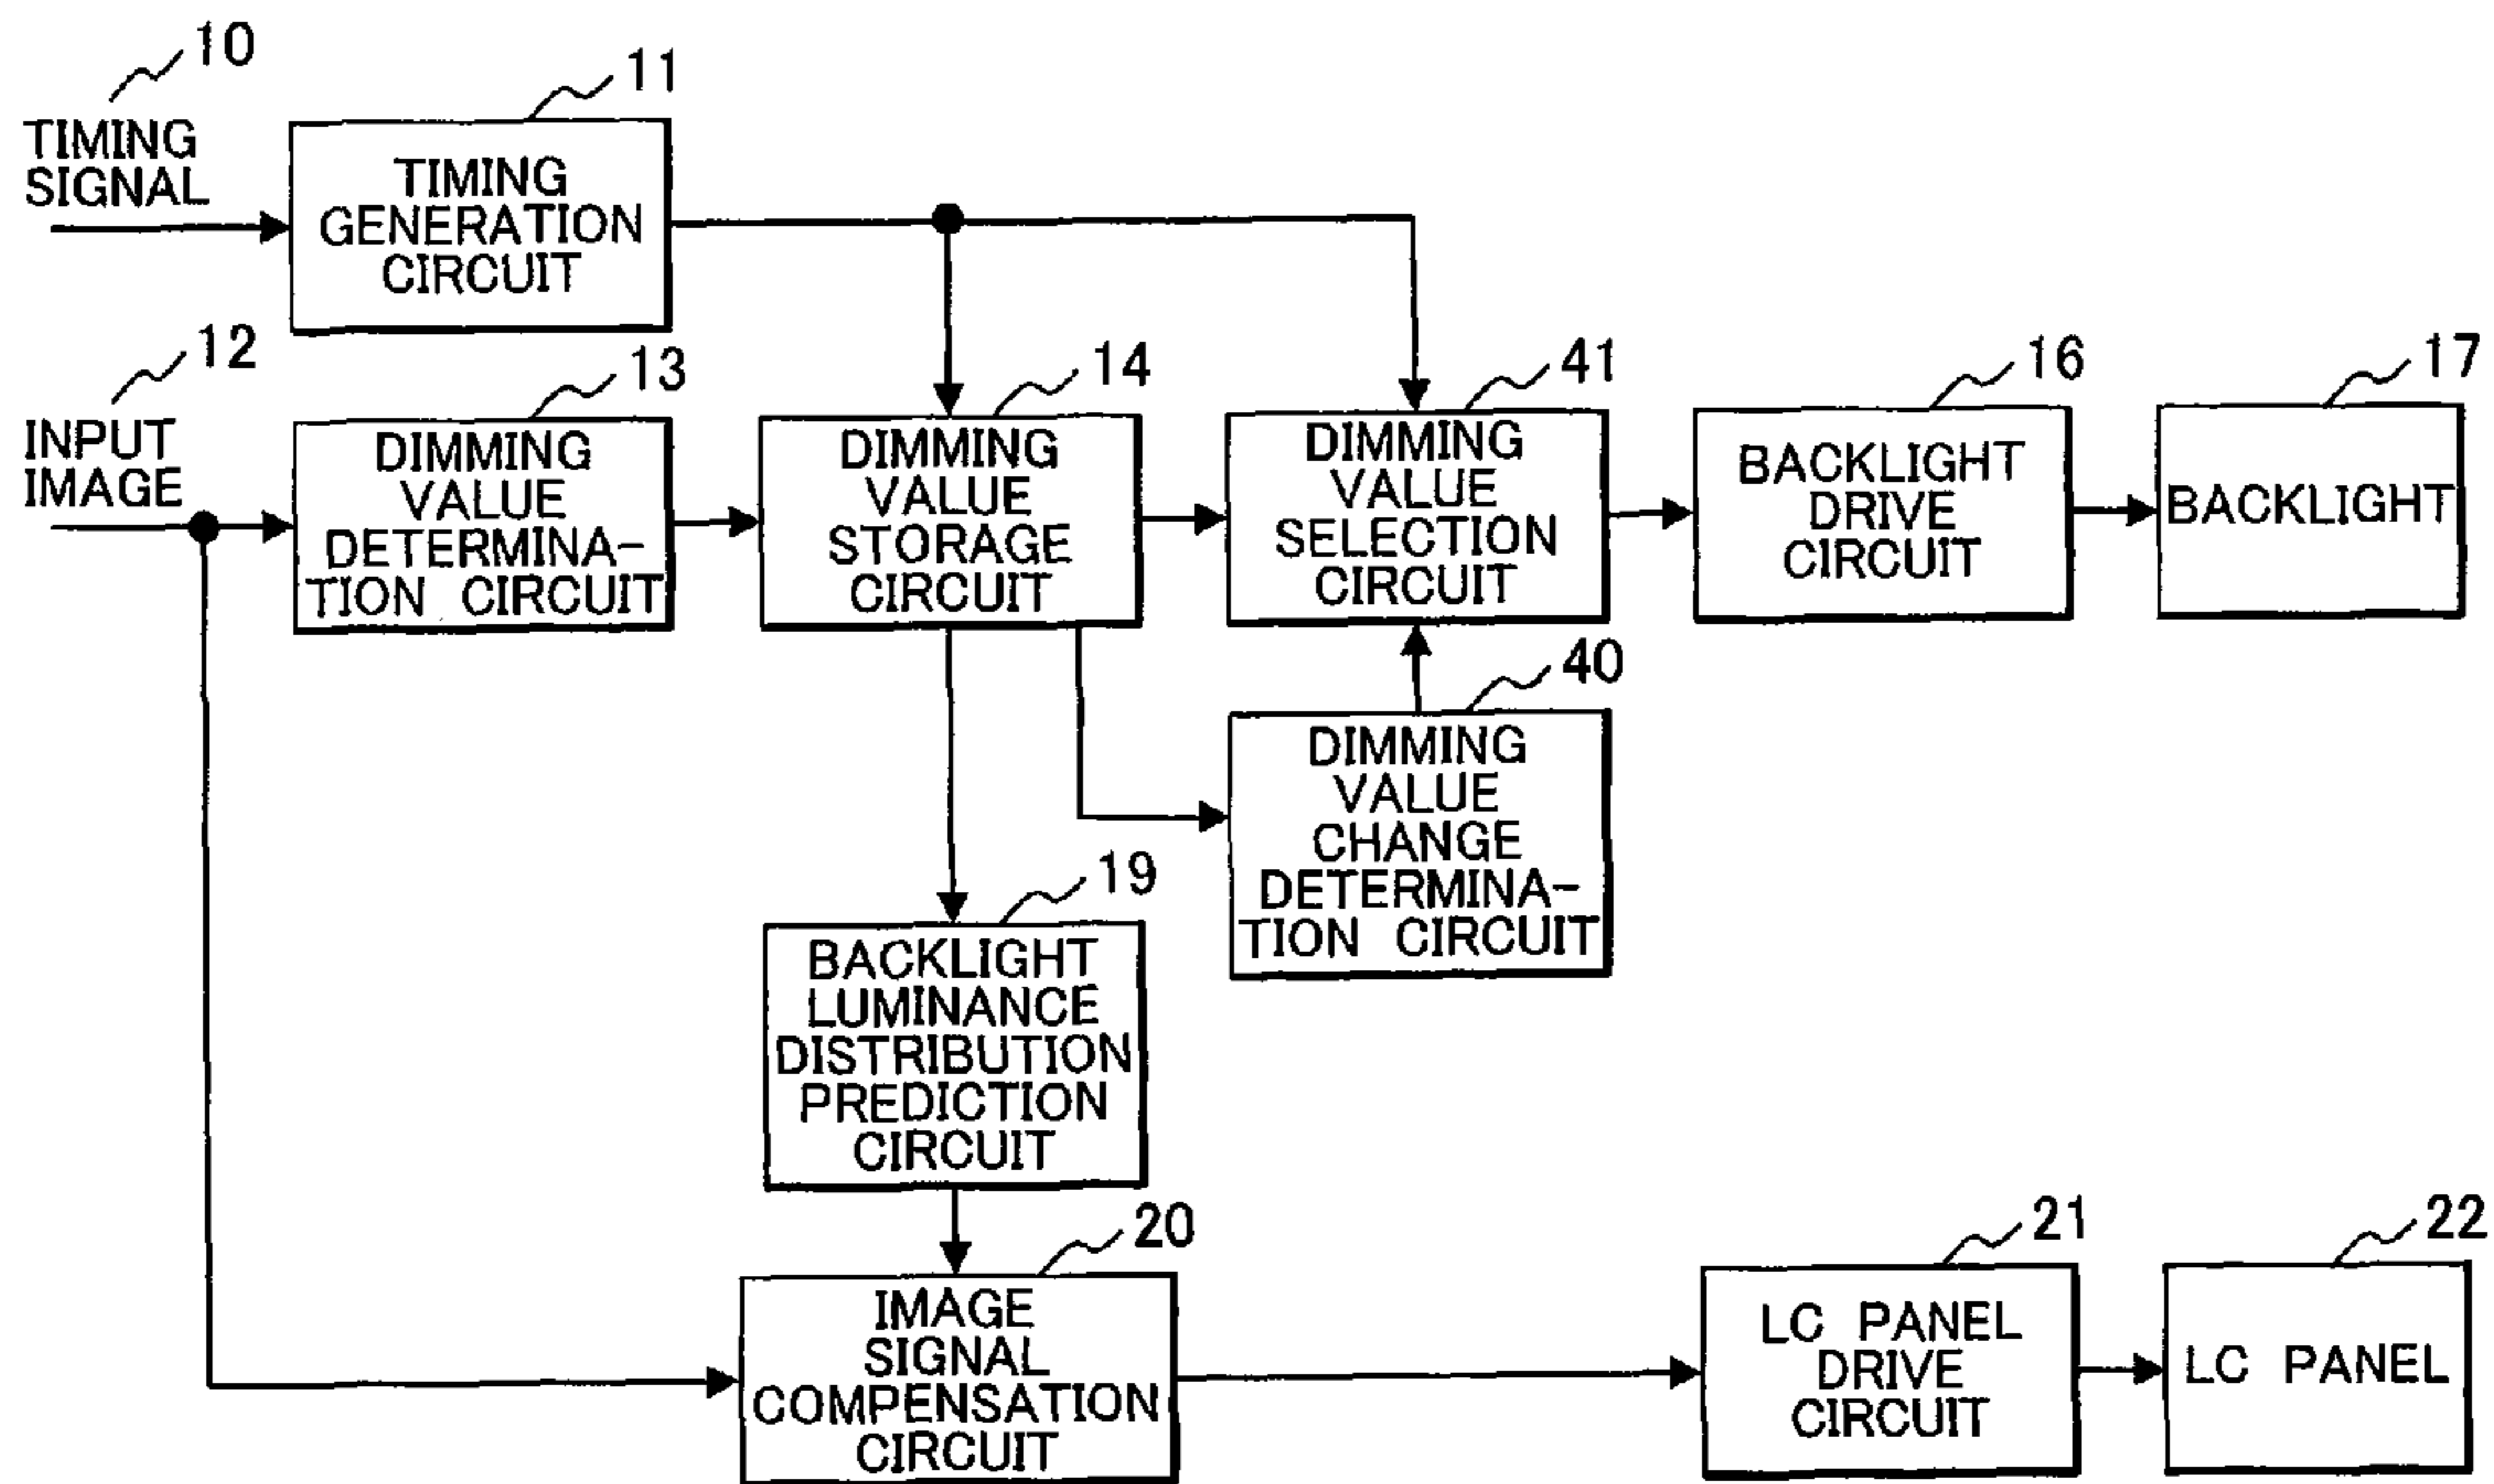 10
11
TIMING
SIGNAL
TIMING
GENERATION
CIRCUIT
12
13
14
41
16
17
INPUT
IMAGE
DIMMING
VALUE
DETERMINA-
TION CIRCUIT
DIMMING
VALUE
STORAGE
CIRCUIT
DIMMING
VALUE
SELECTION
CIRCUIT
BACKLIGHT
DRIVE
CIRCUIT
BACKLIGHT
40
DIMMING
VALUE
CHANGE
DETERMINA-
TION CIRCUIT
19
BACKLIGHT
LUMINANCE
DISTRIBUTION
PREDICTION
CIRCUIT
20
21
22
IMAGE
SIGNAL
COMPENSATION
CIRCUIT
LC PANEL
DRIVE
CIRCUIT
LC PANEL